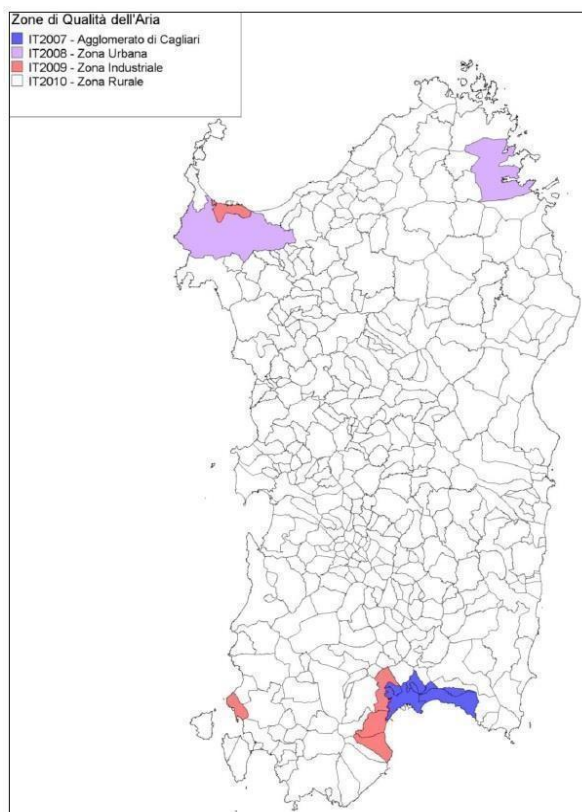 Zone di Qualità dell'Aria
IT2007 - Agglomerato di Cagliari
IT2008 - Zona Urbana
IT2009 - Zona Industriale
IT2010 - Zona Rurale